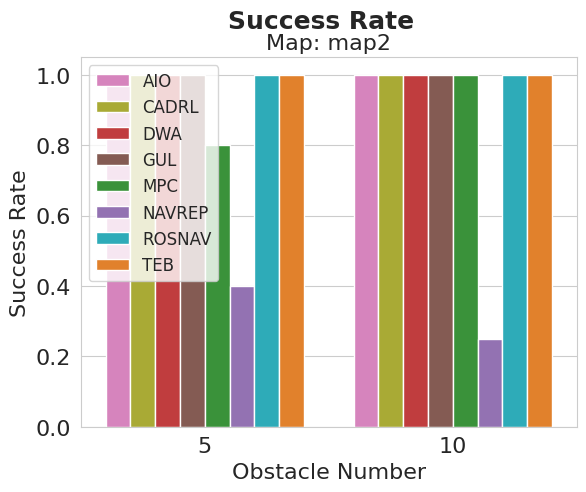 Success Rate
Map: map2
1.0
0.8
0.6
0.4
0.2
0.0
Success Rate
AIO
CADRL
DWA
GUL
MPC
NAVREP
ROSNAV
TEB
5
10
Obstacle Number